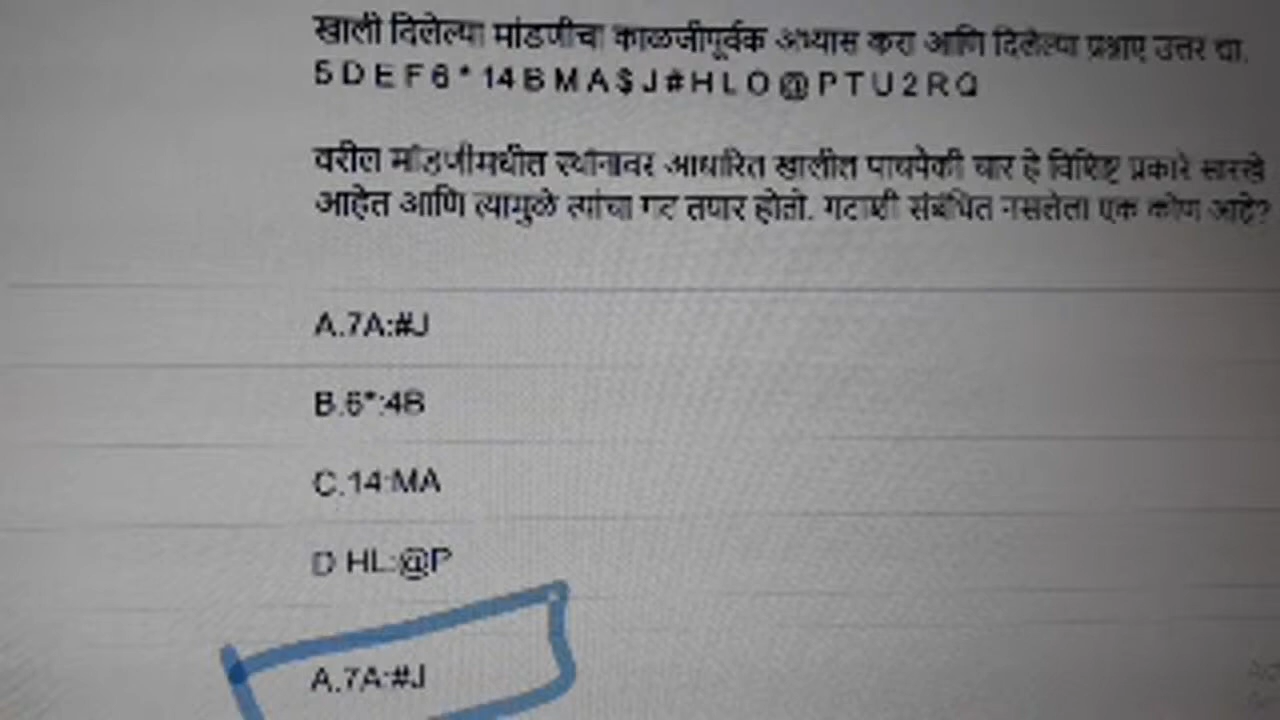 खाली दिलेल्या मांडणीचा काळजीपूर्वक अभ्यास करा आणि दिलेल्या प्रश्नाए उत्तर द्या.
5 D E F 6 * 1 4 B M A $ J # H L O @ P T U 2 R Q
वरील मांडणीमधील स्थानावर आधारित खालील पाचपैकी चार हे विशिष्ट प्रकारे सारखे
आहेत आणि त्यामुळे त्यांचा गट तयार होतो. गटाशी संबंधित नसलेला एक कोण आहे?
A.7A:#J
B.6*:4B
C.14:MA
D HL:@P
A.7A:#J